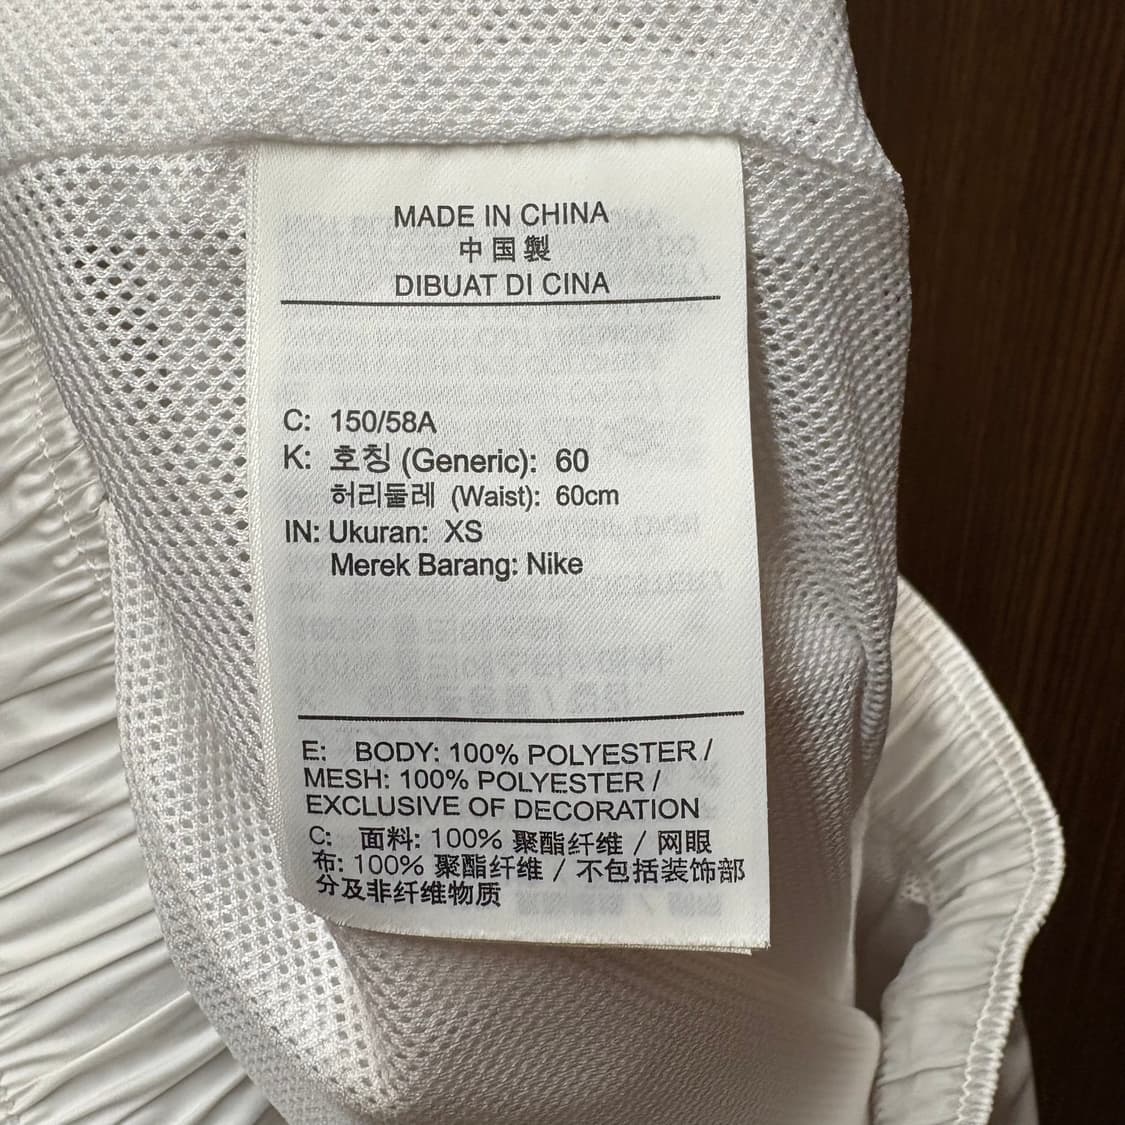 MADE IN CHINA
中国製
DIBUAT DI CINA
C: 150/58A
K: 호칭 (Generic): 60
허리둘레 (Waist): 60cm
IN: Ukuran: XS
Merek Barang: Nike
E: BODY: 100% POLYESTER /
MESH: 100% POLYESTER /
EXCLUSIVE OF DECORATION
C: 面料: 100% 聚酯纤维 / 网眼
布: 100% 聚酯纤维 / 不包括装饰部
分及非纤维物质